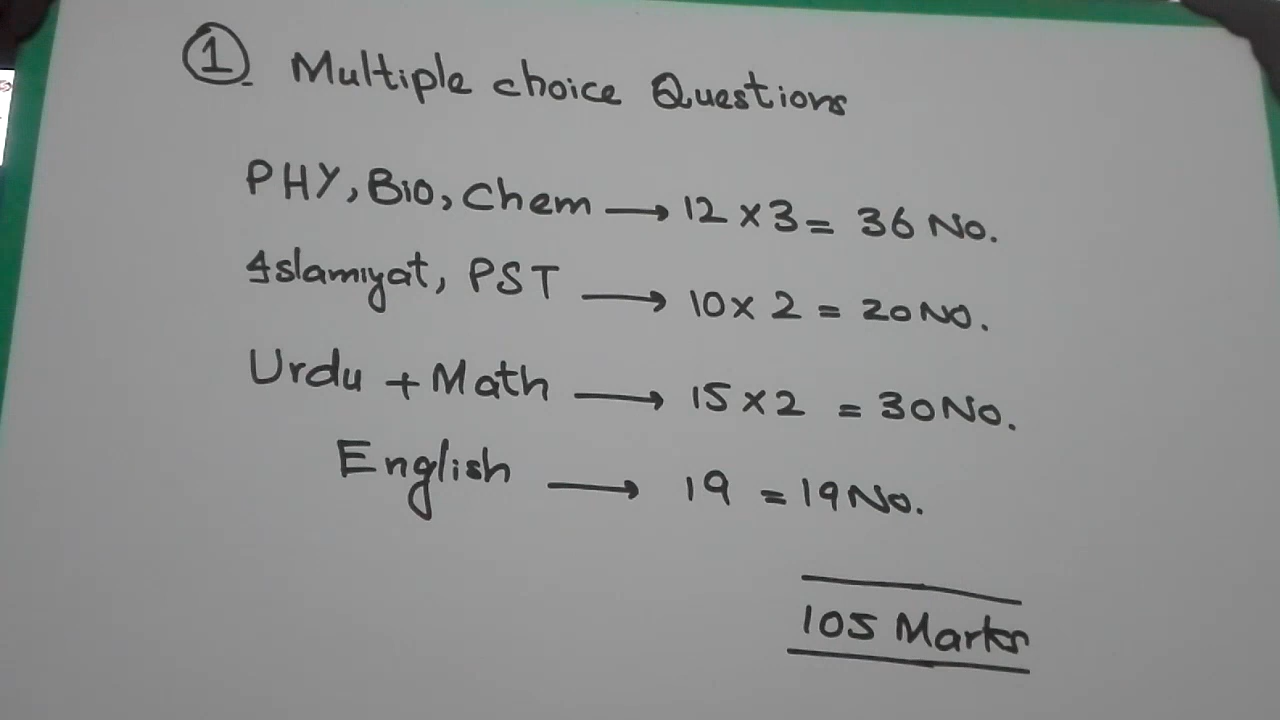 ① Multiple choice Questions
PHY, Bio, Chem → 12 x 3 = 36 No.
Islamiyat, PST → 10 x 2 = 20 No.
Urdu + Math → 15 x 2 = 30 No.
English → 19 = 19 No.
105 Marks